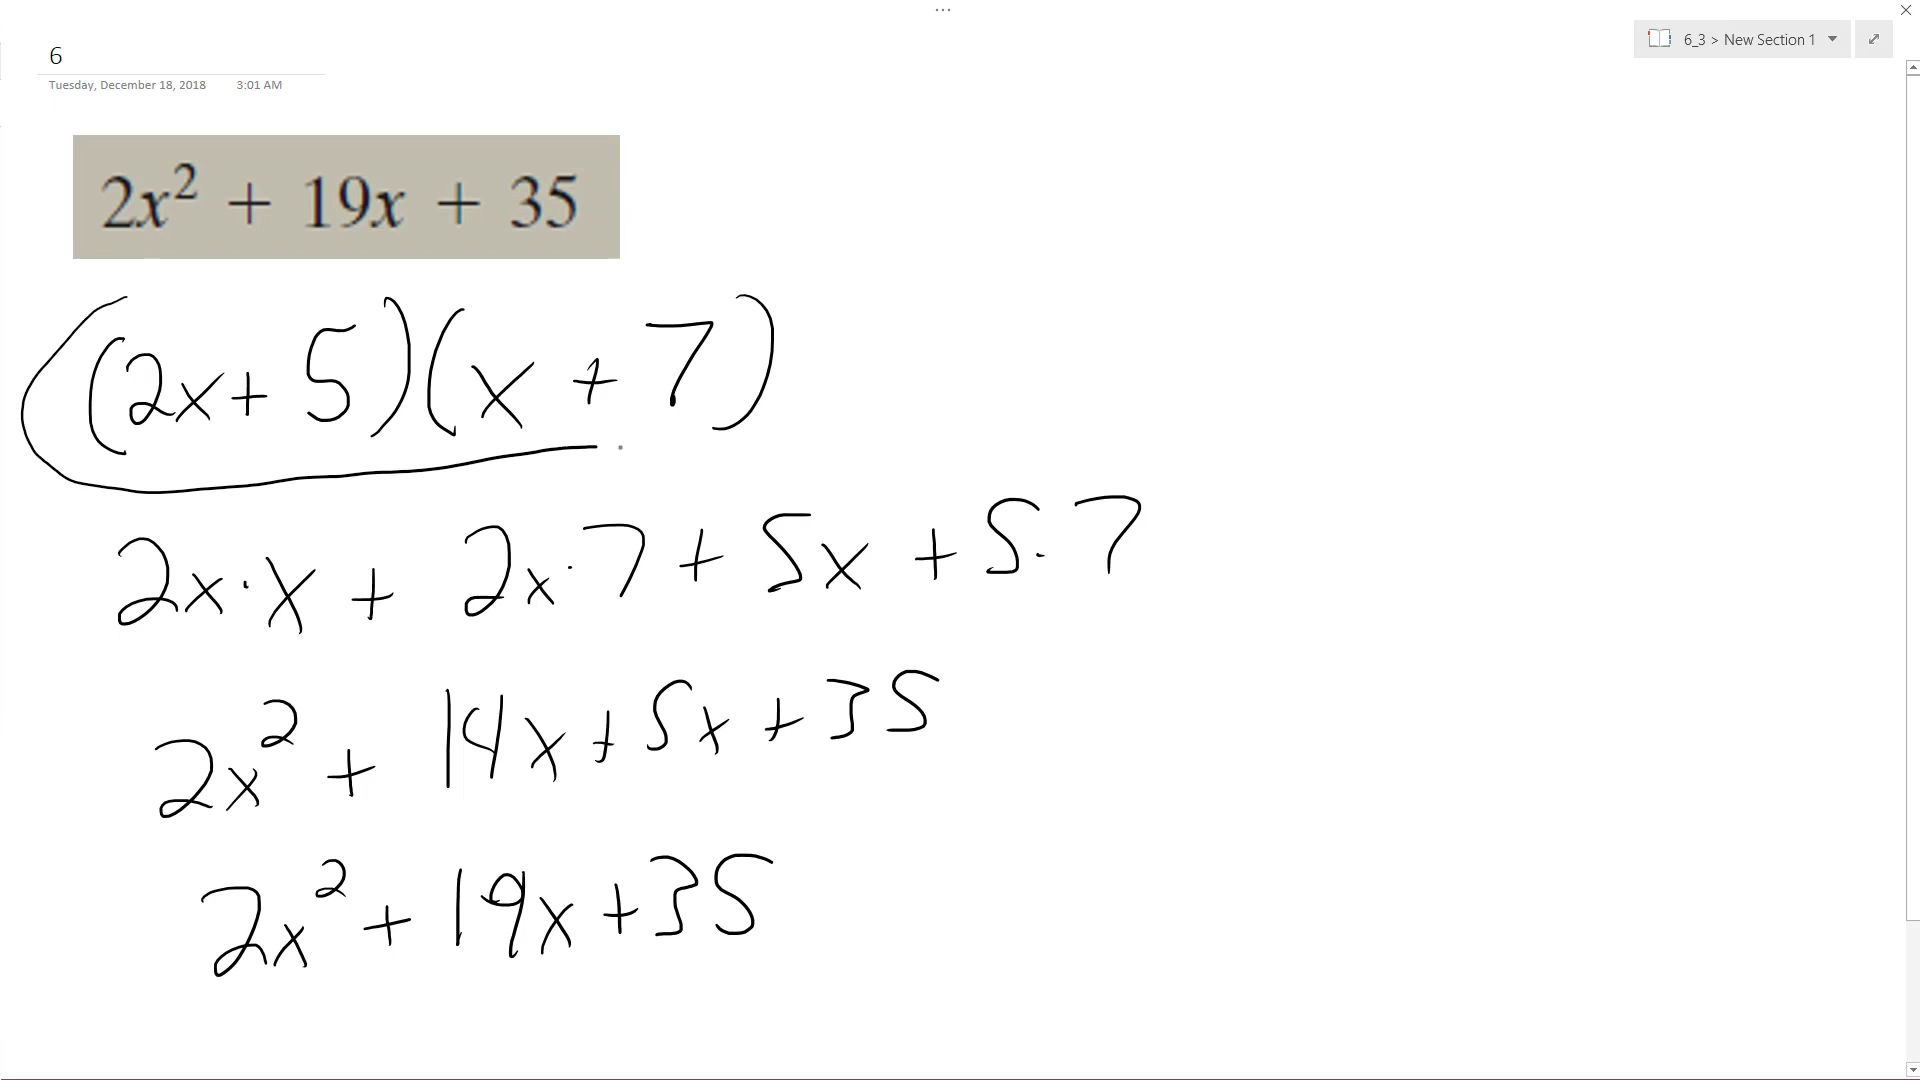 ...
6_3 > New Section 1
6
Tuesday, December 18, 2018 3:01 AM
2x² + 19x + 35
(2x+5)(x+7)
2x·x + 2x·7 + 5x + 5·7
2x² + 14x + 5x + 35
2x² + 19x + 35